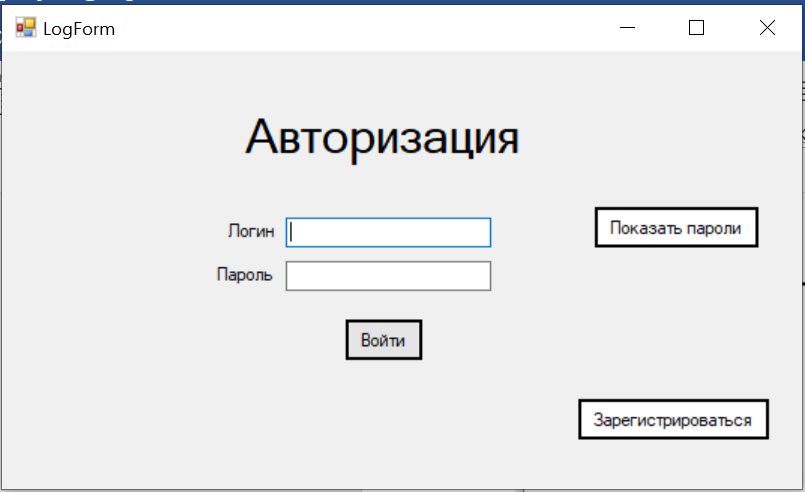 LogForm
Авторизация
Логин
Показать пароли
Пароль
Войти
Зарегистрироваться